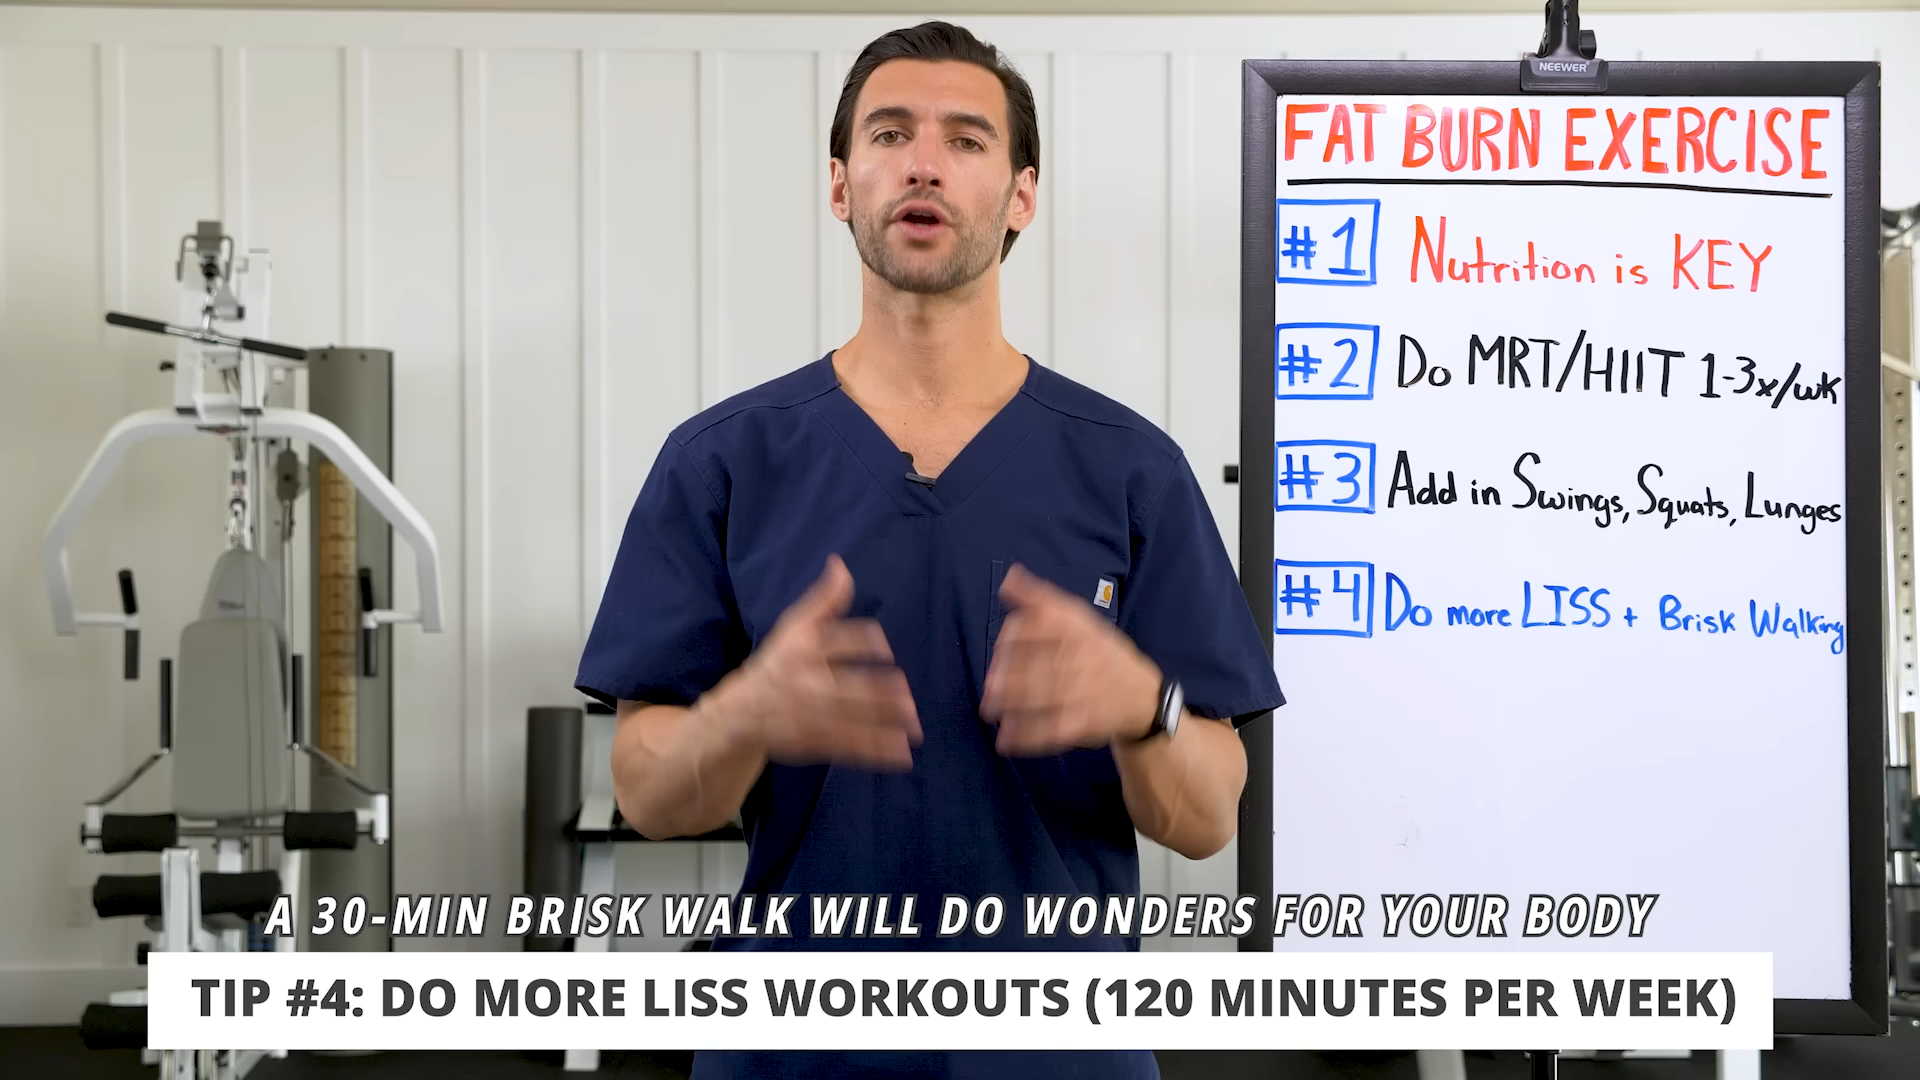 NEEWER
FAT BURN EXERCISE
#1 Nutrition is KEY
#2 Do MRT/HIIT 1-3x/wk
#3 Add in Swings, Squats, Lunges
#4 Do more LISS + Brisk Walking
A 30-MIN BRISK WALK WILL DO WONDERS FOR YOUR BODY
TIP #4: DO MORE LISS WORKOUTS (120 MINUTES PER WEEK)